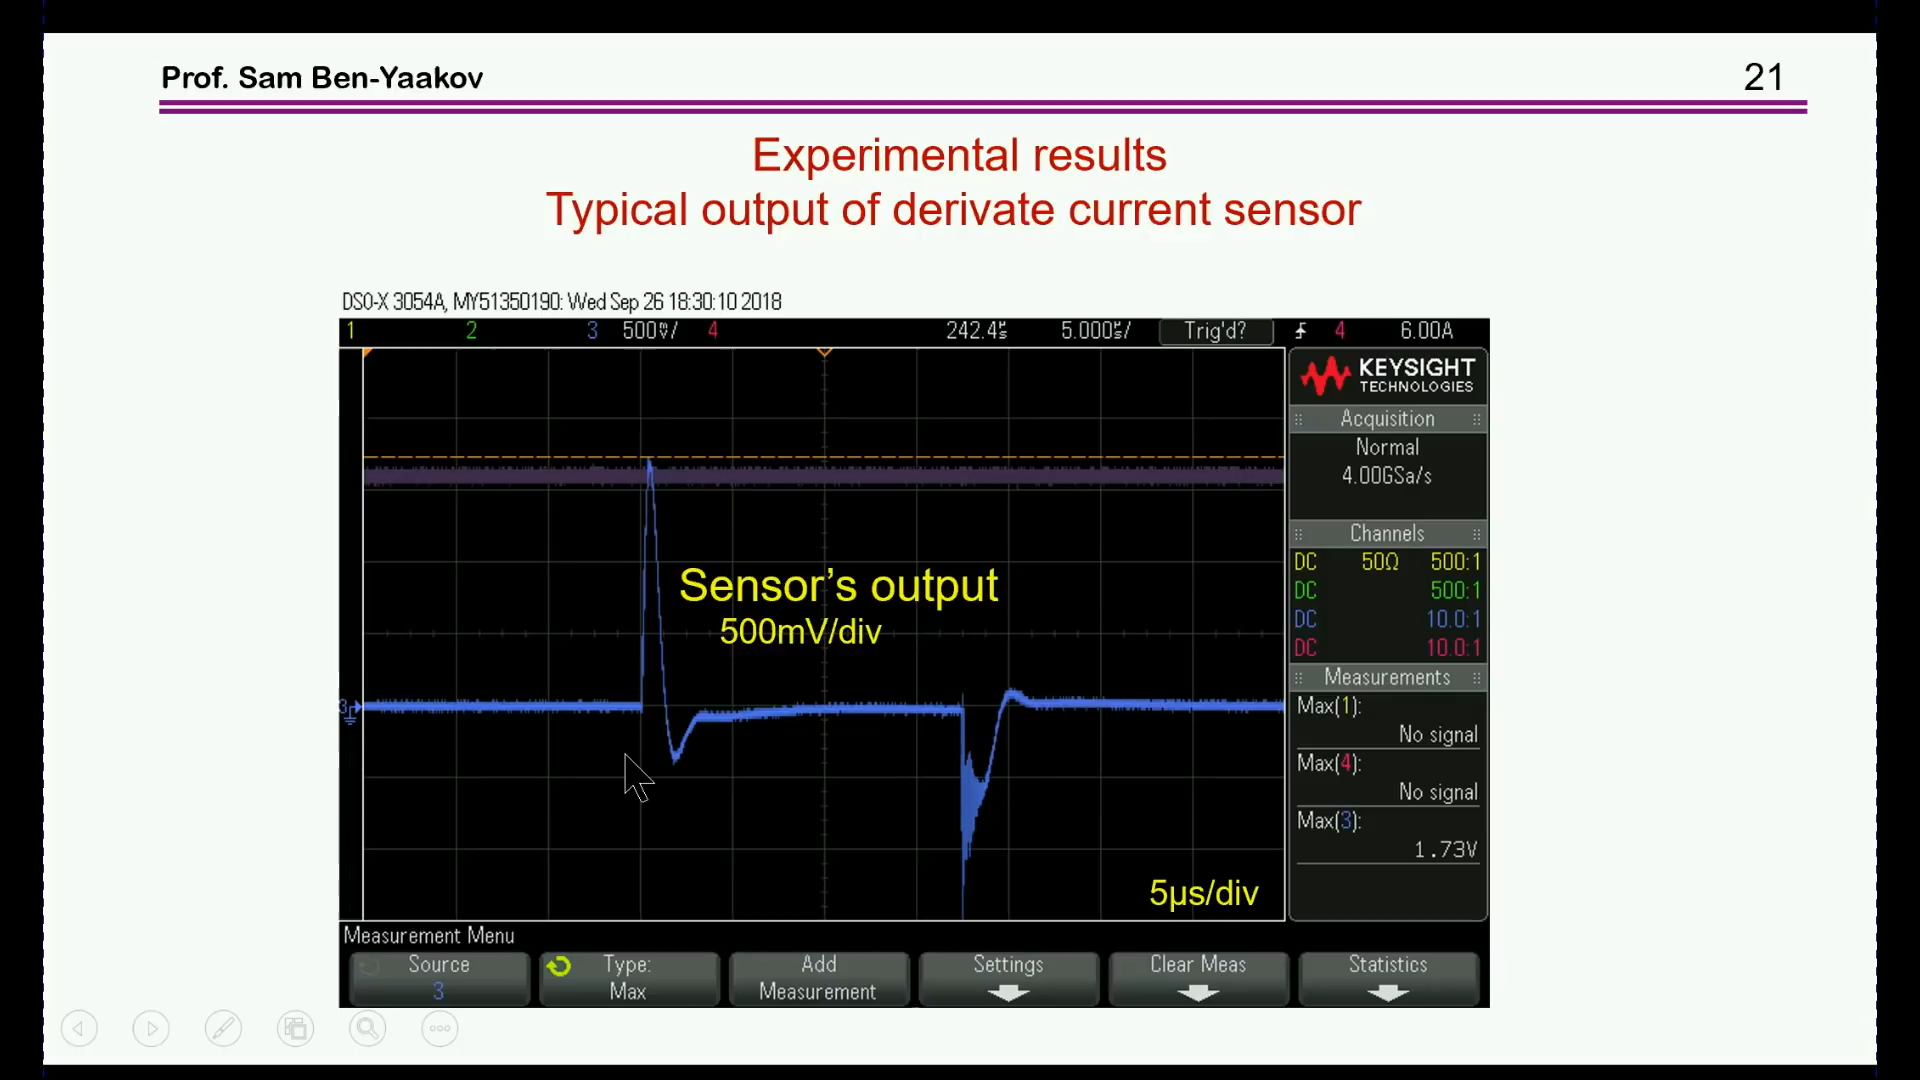 Prof. Sam Ben-Yaakov
21
Experimental results
Typical output of derivate current sensor
DSO-X 3054A, MY51350190: Wed Sep 26 18:30:10 2018
1 2 3 500mV/ 4 242.4µs 5.000µs/ Trig'd? 4 6.00A
KEYSIGHT
TECHNOLOGIES
Acquisition
Normal
4.00GSa/s
Channels
DC 50Ω 500:1
DC 500:1
DC 10.0:1
DC 10.0:1
Measurements
Max(1):
No signal
Max(4):
No signal
Max(3):
1.73V
Sensor’s output
500mV/div
3
5µs/div
Measurement Menu
Source
3
Type:
Max
Add
Measurement
Settings
Clear Meas
Statistics